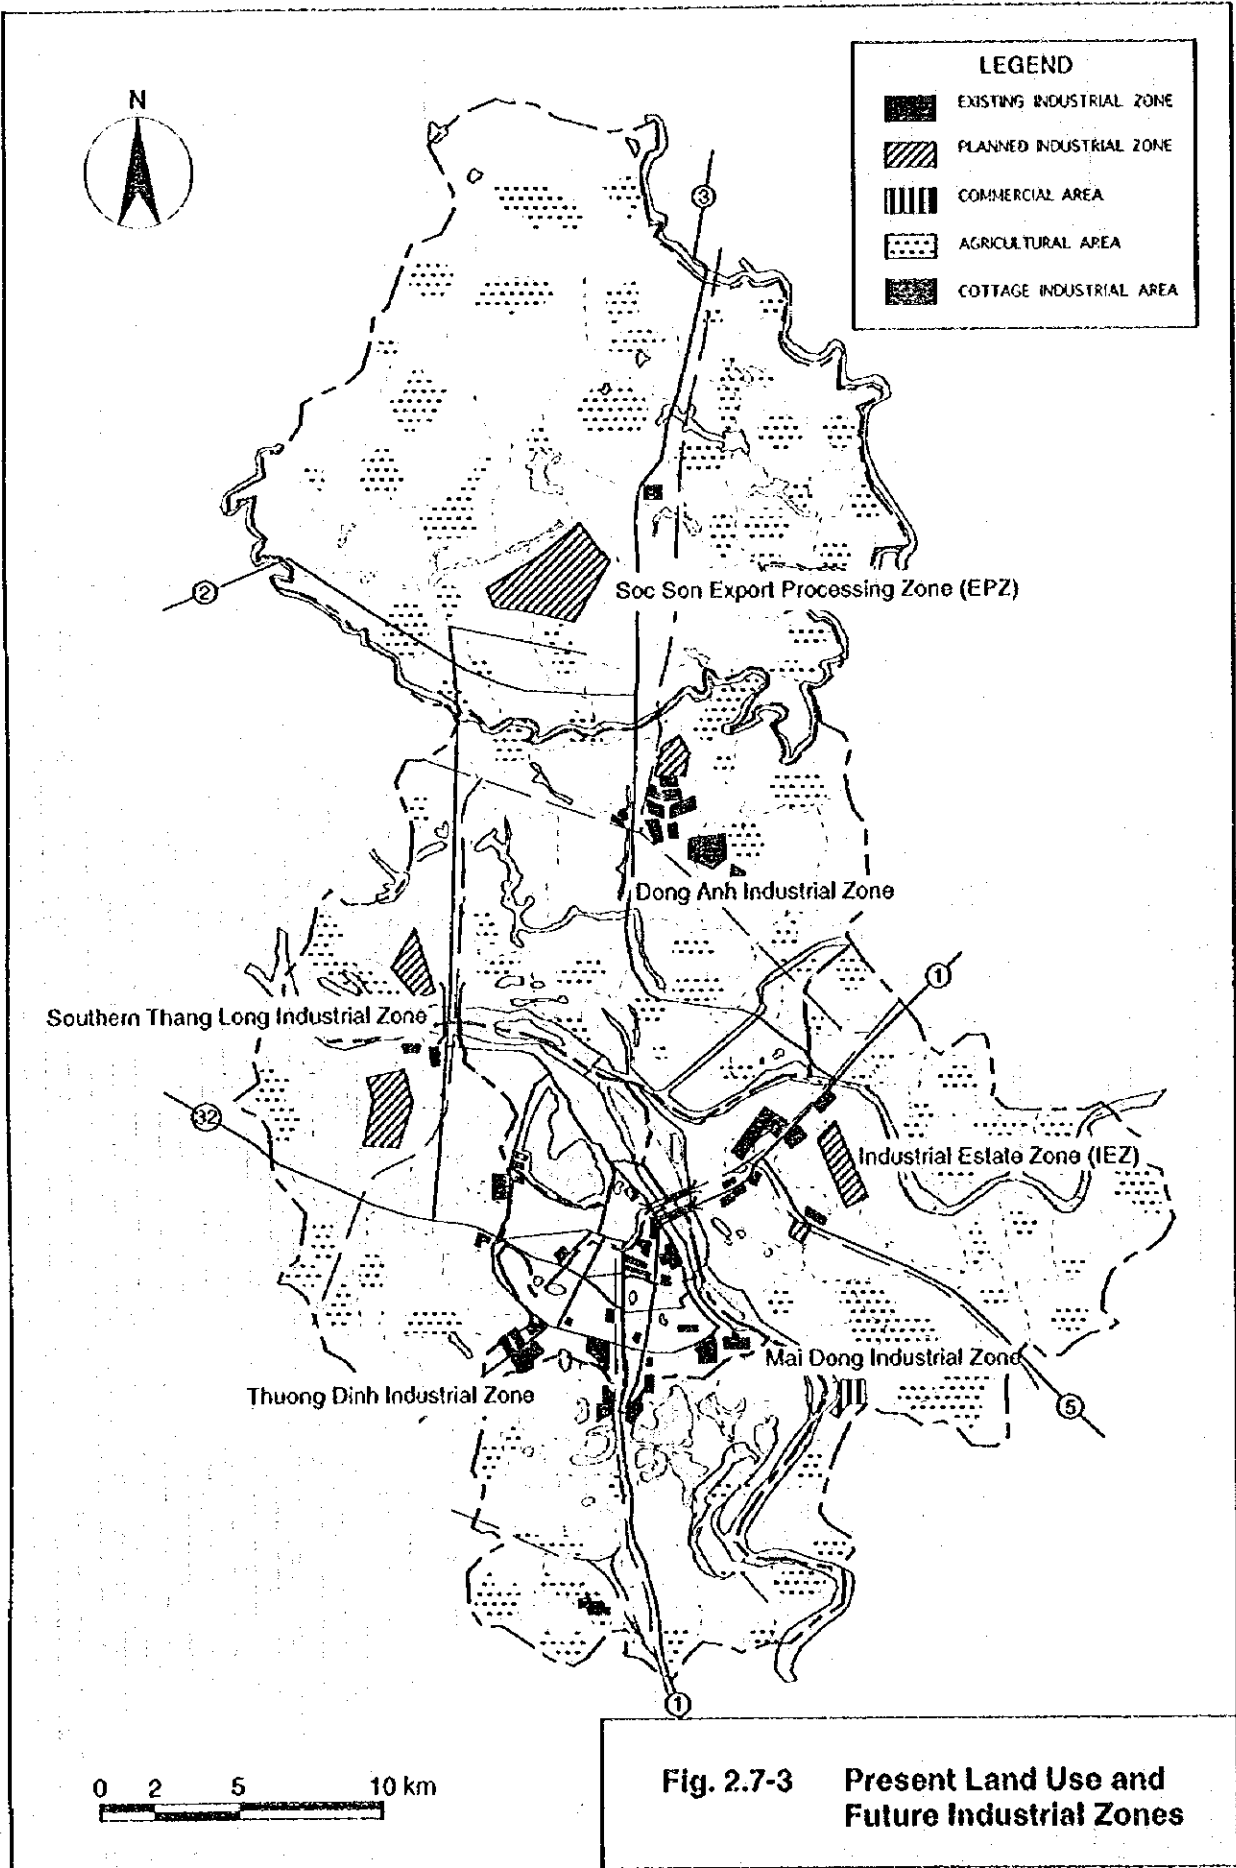 LEGEND
EXISTING INDUSTRIAL ZONE
PLANNED INDUSTRIAL ZONE
COMMERCIAL AREA
AGRICULTURAL AREA
COTTAGE INDUSTRIAL AREA
N
3
2
Soc Son Export Processing Zone (EPZ)
Dong Anh Industrial Zone
1
Southern Thang Long Industrial Zone
32
Industrial Estate Zone (IEZ)
Mai Dong Industrial Zone
Thuong Dinh Industrial Zone
5
1
0 2 5 10 km
Fig. 2.7-3 Present Land Use and
Future Industrial Zones